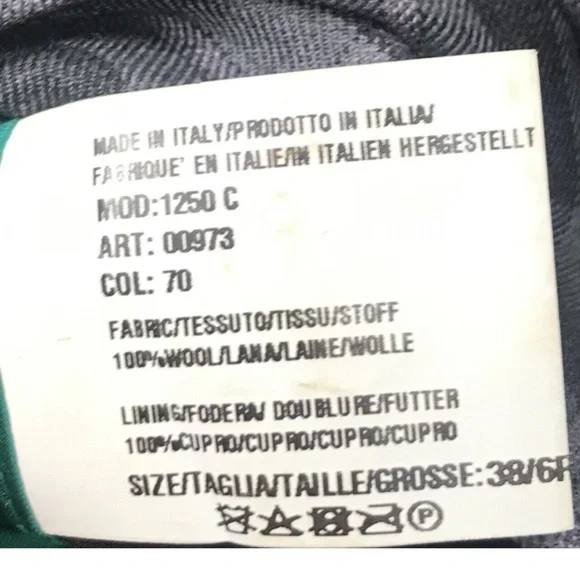 MADE IN ITALY/PRODOTTO IN ITALIA/
FABRIQUE' EN ITALIE/IN ITALIEN HERGESTELLT
MOD:1250 C
ART: 00973
COL: 70
FABRIC/TESSUTO/TISSU/STOFF
100%WOOL/LANA/LAINE/WOLLE
LINING/FODERA/ DOUBLURE/FUTTER
100%CUPRO/CUPRO/CUPRO/CUPRO
SIZE/TAGLIA/TAILLE/GROSSE:38/6R
P